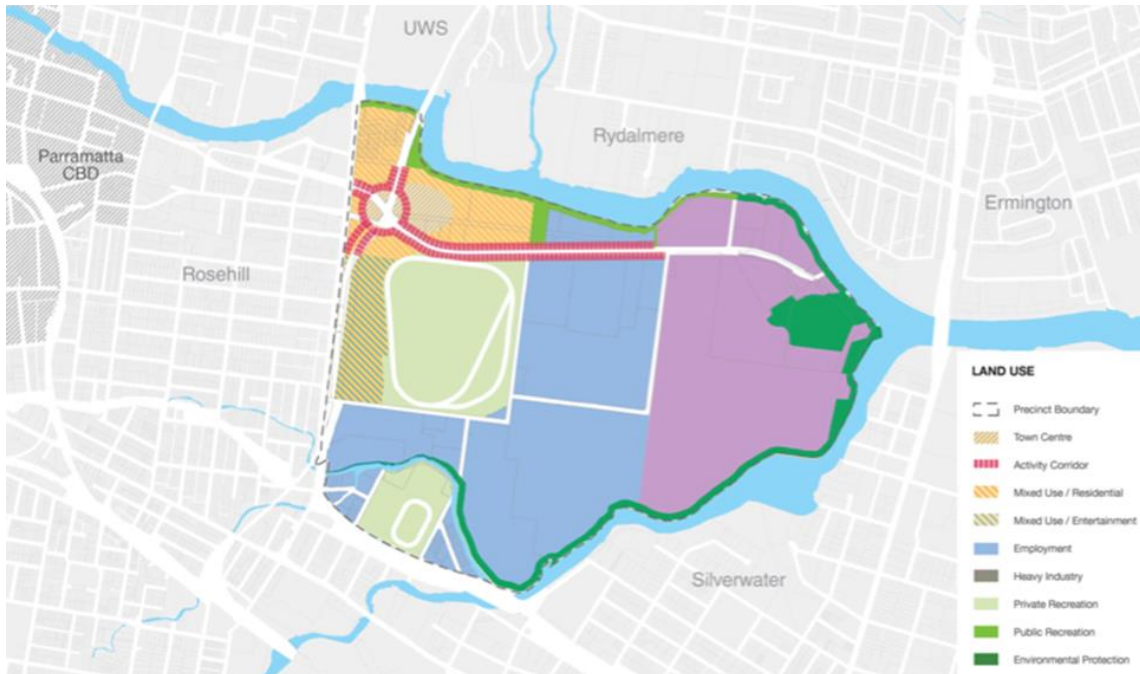 UWS
Rydalmere
Parramatta
CBD
Ermington
Rosehill
Silverwater
LAND USE
Precinct Boundary
Town Centre
Activity Corridor
Mixed Use / Residential
Mixed Use / Entertainment
Employment
Heavy Industry
Private Recreation
Public Recreation
Environmental Protection